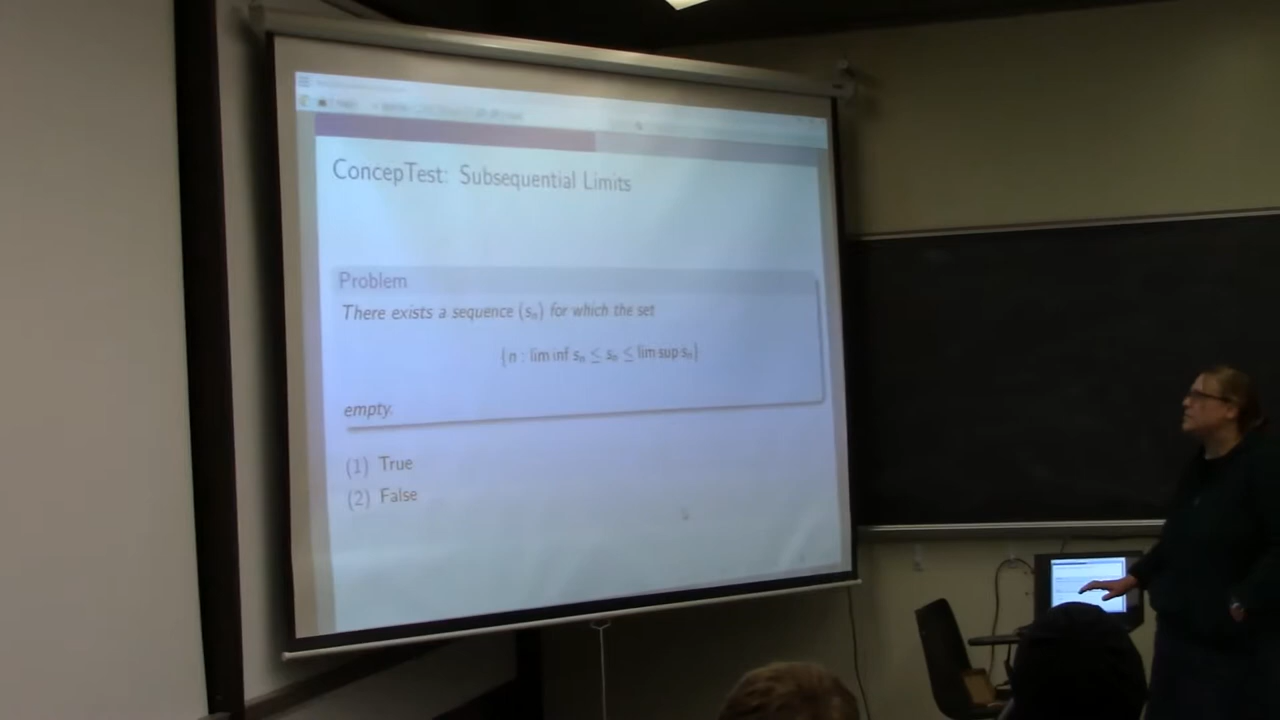 ConcepTest: Subsequential Limits
Problem
There exists a sequence (sₙ) for which the set
{n : lim inf sₙ ≤ sₙ ≤ lim sup sₙ}
empty.
(1) True
(2) False